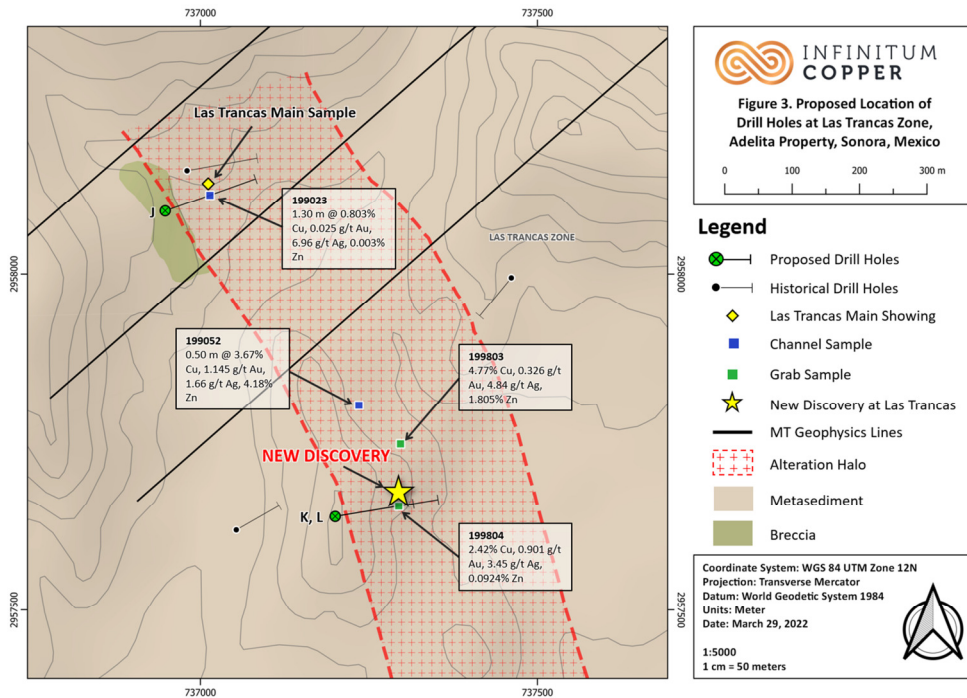 737000
737500
Las Trancas Main Sample
J
199023
1.30 m @ 0.803%
Cu, 0.025 g/t Au,
6.96 g/t Ag, 0.003%
Zn
LAS TRANCAS ZONE
2958000
2958000
199052
0.50 m @ 3.67%
Cu, 1.145 g/t Au,
1.66 g/t Ag, 4.18%
Zn
199803
4.77% Cu, 0.326 g/t
Au, 4.84 g/t Ag,
1.805% Zn
NEW DISCOVERY
K, L
199804
2.42% Cu, 0.901 g/t
Au, 3.45 g/t Ag,
0.0924% Zn
2957500
2957500
737000
737500
INFINITUM
COPPER
Figure 3. Proposed Location of
Drill Holes at Las Trancas Zone,
Adelita Property, Sonora, Mexico
0 100 200 300 m
Legend
Proposed Drill Holes
Historical Drill Holes
Las Trancas Main Showing
Channel Sample
Grab Sample
New Discovery at Las Trancas
MT Geophysics Lines
Alteration Halo
Metasediment
Breccia
Coordinate System: WGS 84 UTM Zone 12N
Projection: Transverse Mercator
Datum: World Geodetic System 1984
Units: Meter
Date: March 29, 2022
1:5000
1 cm = 50 meters